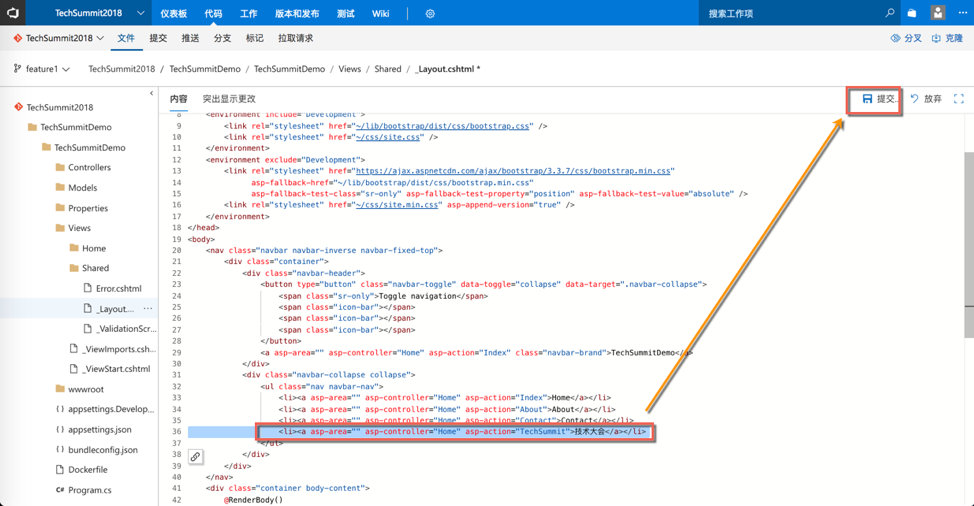 TechSummit2018 仪表板 代码 工作 版本和发布 测试 Wiki 搜索工作项
TechSummit2018 文件 提交 推送 分支 标记 拉取请求 分叉 克隆
feature1 TechSummit2018 / TechSummitDemo / TechSummitDemo / Views / Shared / _Layout.cshtml *
TechSummit2018
TechSummitDemo
TechSummitDemo
Controllers
Models
Properties
Views
Home
Shared
Error.cshtml
_Layout... ...
_ValidationScr...
_ViewImports.csh...
_ViewStart.cshtml
wwwroot
appsettings.Develop...
{} appsettings.json
{} bundleconfig.json
Dockerfile
C# Program.cs
内容 突出显示更改 提交... 放弃
8 <environment include="Development">
9 <link rel="stylesheet" href="~/lib/bootstrap/dist/css/bootstrap.css" />
10 <link rel="stylesheet" href="~/css/site.css" />
11 </environment>
12 <environment exclude="Development">
13 <link rel="stylesheet" href="https://ajax.aspnetcdn.com/ajax/bootstrap/3.3.7/css/bootstrap.min.css"
14 asp-fallback-href="~/lib/bootstrap/dist/css/bootstrap.min.css"
15 asp-fallback-test-class="sr-only" asp-fallback-test-property="position" asp-fallback-test-value="absolute" />
16 <link rel="stylesheet" href="~/css/site.min.css" asp-append-version="true" />
17 </environment>
18 </head>
19 <body>
20 <nav class="navbar navbar-inverse navbar-fixed-top">
21 <div class="container">
22 <div class="navbar-header">
23 <button type="button" class="navbar-toggle" data-toggle="collapse" data-target=".navbar-collapse">
24 <span class="sr-only">Toggle navigation</span>
25 <span class="icon-bar"></span>
26 <span class="icon-bar"></span>
27 <span class="icon-bar"></span>
28 </button>
29 <a asp-area="" asp-controller="Home" asp-action="Index" class="navbar-brand">TechSummitDemo</a>
30 </div>
31 <div class="navbar-collapse collapse">
32 <ul class="nav navbar-nav">
33 <li><a asp-area="" asp-controller="Home" asp-action="Index">Home</a></li>
34 <li><a asp-area="" asp-controller="Home" asp-action="About">About</a></li>
35 <li><a asp-area="" asp-controller="Home" asp-action="Contact">Contact</a></li>
36 <li><a asp-area="" asp-controller="Home" asp-action="TechSummit">技术大会</a></li>
37 </ul>
38 </div>
39 </div>
40 </nav>
41 <div class="container body-content">
42 @RenderBody()